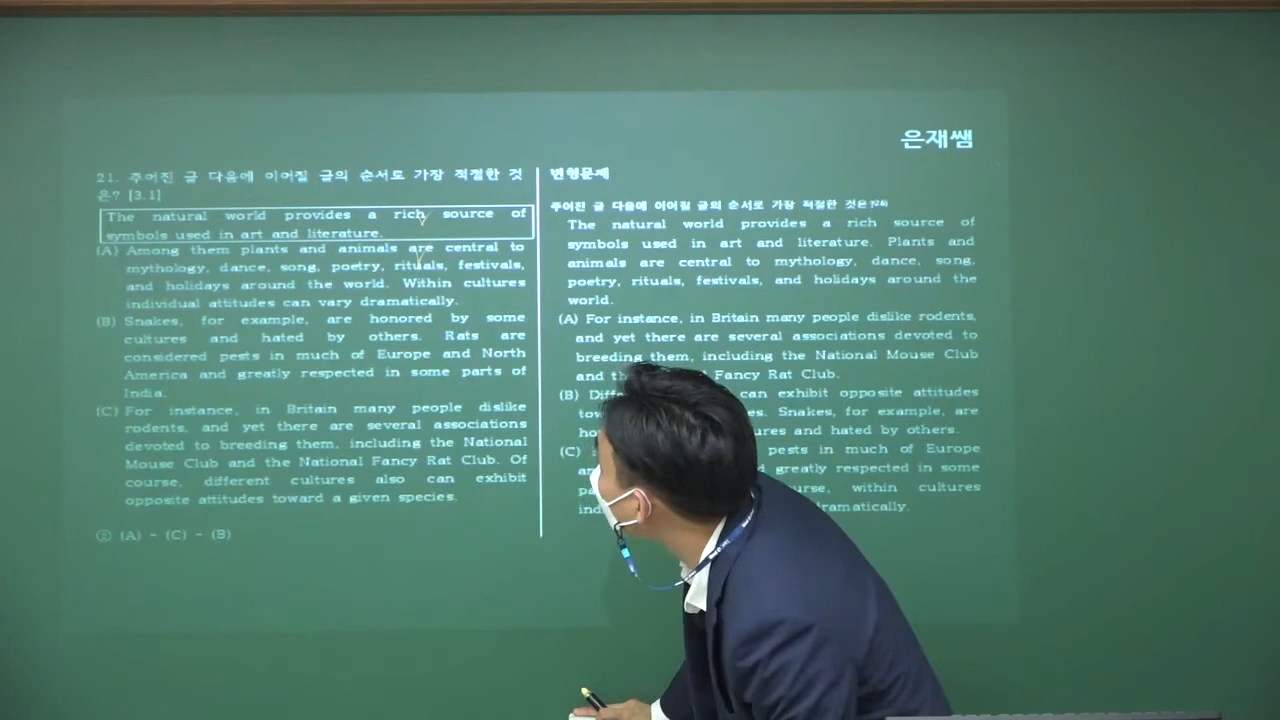 은재쌤
21. 주어진 글 다음에 이어질 글의 순서로 가장 적절한 것
은? [3.1]
The natural world provides a rich source of
symbols used in art and literature.
(A) Among them plants and animals are central to
mythology, dance, song, poetry, rituals, festivals,
and holidays around the world. Within cultures
individual attitudes can vary dramatically.
(B) Snakes, for example, are honored by some
cultures and hated by others. Rats are
considered pests in much of Europe and North
America and greatly respected in some parts of
India.
(C) For instance, in Britain many people dislike
rodents, and yet there are several associations
devoted to breeding them, including the National
Mouse Club and the National Fancy Rat Club. Of
course, different cultures also can exhibit
opposite attitudes toward a given species.
② (A) - (C) - (B)
변형문제
주어진 글 다음에 이어질 글의 순서로 가장 적절한 것은?
The natural world provides a rich source of
symbols used in art and literature. Plants and
animals are central to mythology, dance, song,
poetry, rituals, festivals, and holidays around the
world.
(A) For instance, in Britain many people dislike rodents,
and yet there are several associations devoted to
breeding them, including the National Mouse Club
and Fancy Rat Club.
(B) can exhibit opposite attitudes
Snakes, for example, are
and hated by others.
(C) pests in much of Europe
greatly respected in some
within cultures